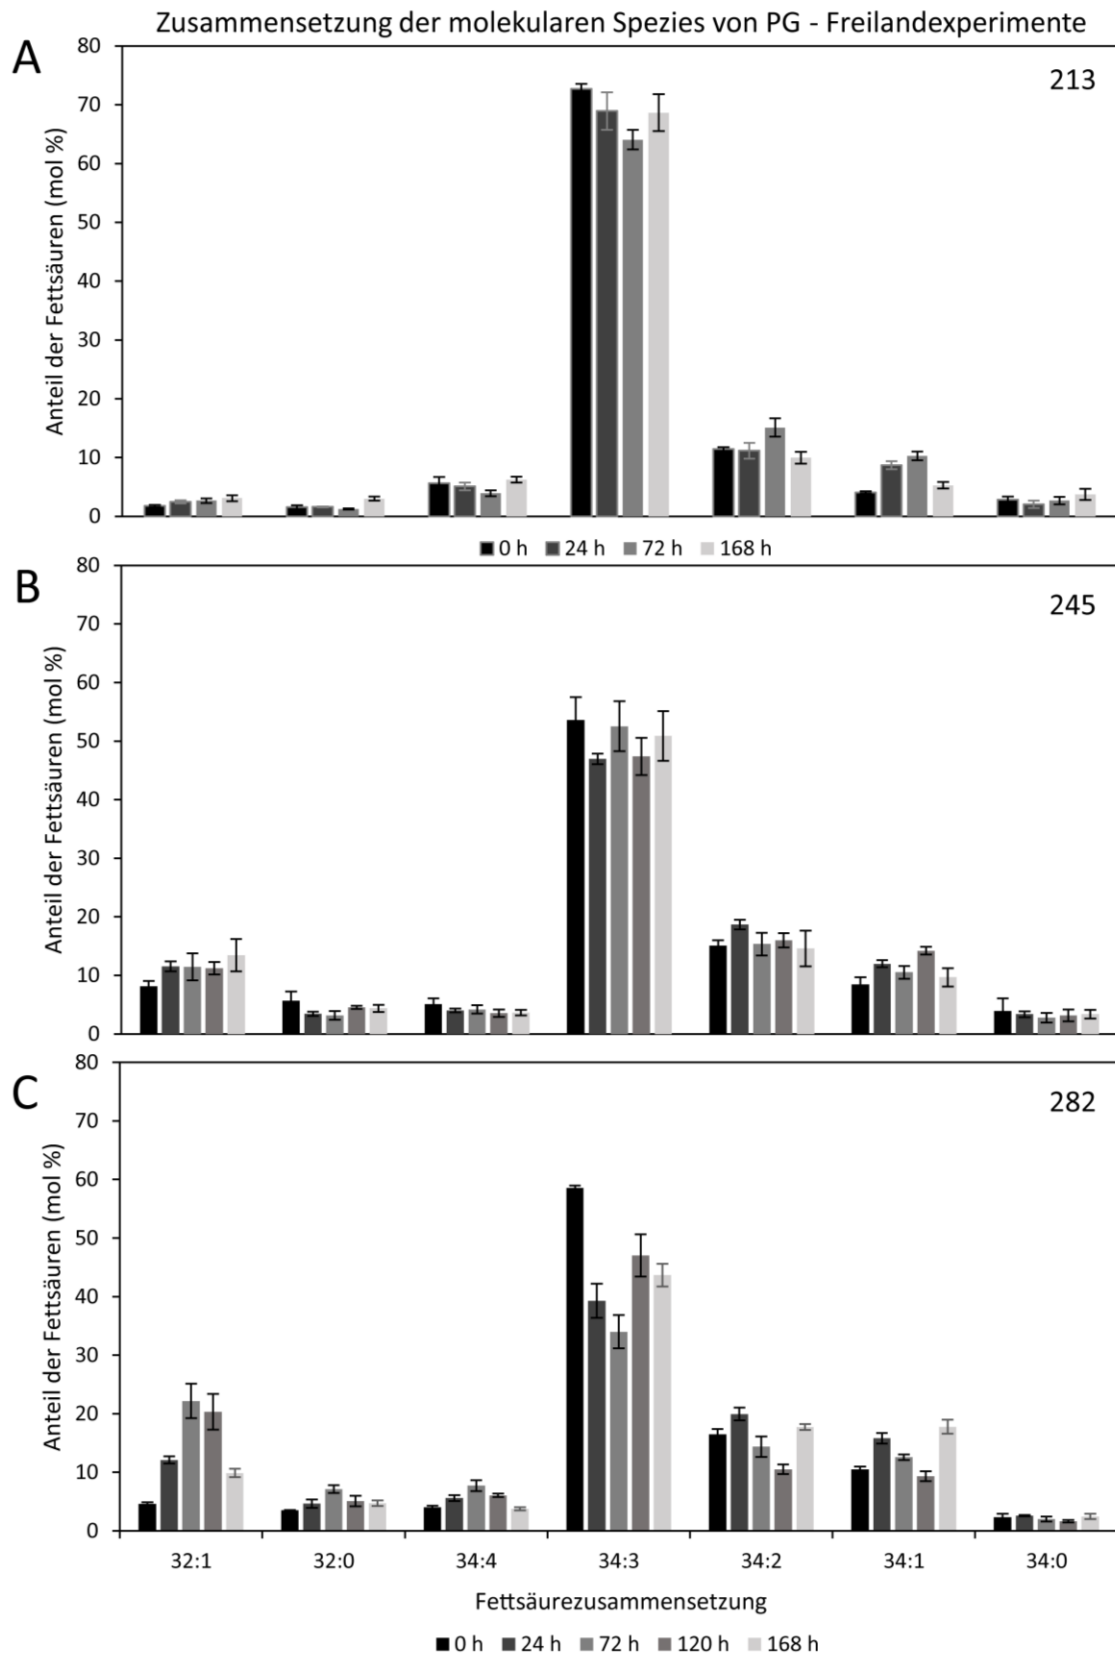 Zusammensetzung der molekularen Spezies von PG - Freilandexperimente
A
213
Anteil der Fettsäuren (mol %)
80
70
60
50
40
30
20
10
0
0 h 24 h 72 h 168 h
B
245
Anteil der Fettsäuren (mol %)
80
70
60
50
40
30
20
10
0
C
282
Anteil der Fettsäuren (mol %)
80
70
60
50
40
30
20
10
0
32:1 32:0 34:4 34:3 34:2 34:1 34:0
Fettsäurezusammensetzung
0 h 24 h 72 h 120 h 168 h